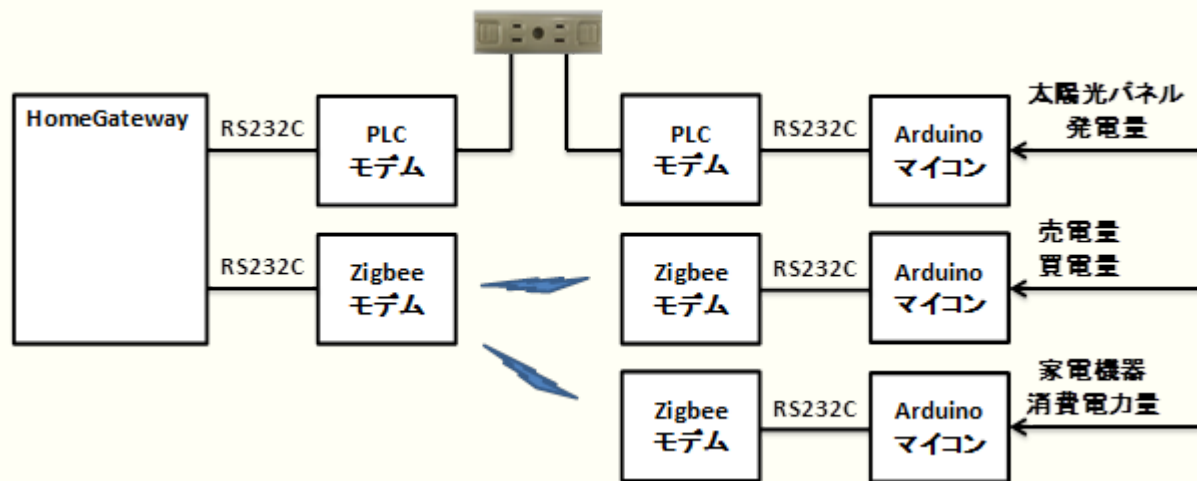 HomeGateway
RS232C
PLC
モデム
PLC
モデム
RS232C
Arduino
マイコン
太陽光パネル
発電量
RS232C
Zigbee
モデム
Zigbee
モデム
RS232C
Arduino
マイコン
売電量
買電量
Zigbee
モデム
RS232C
Arduino
マイコン
家電機器
消費電力量